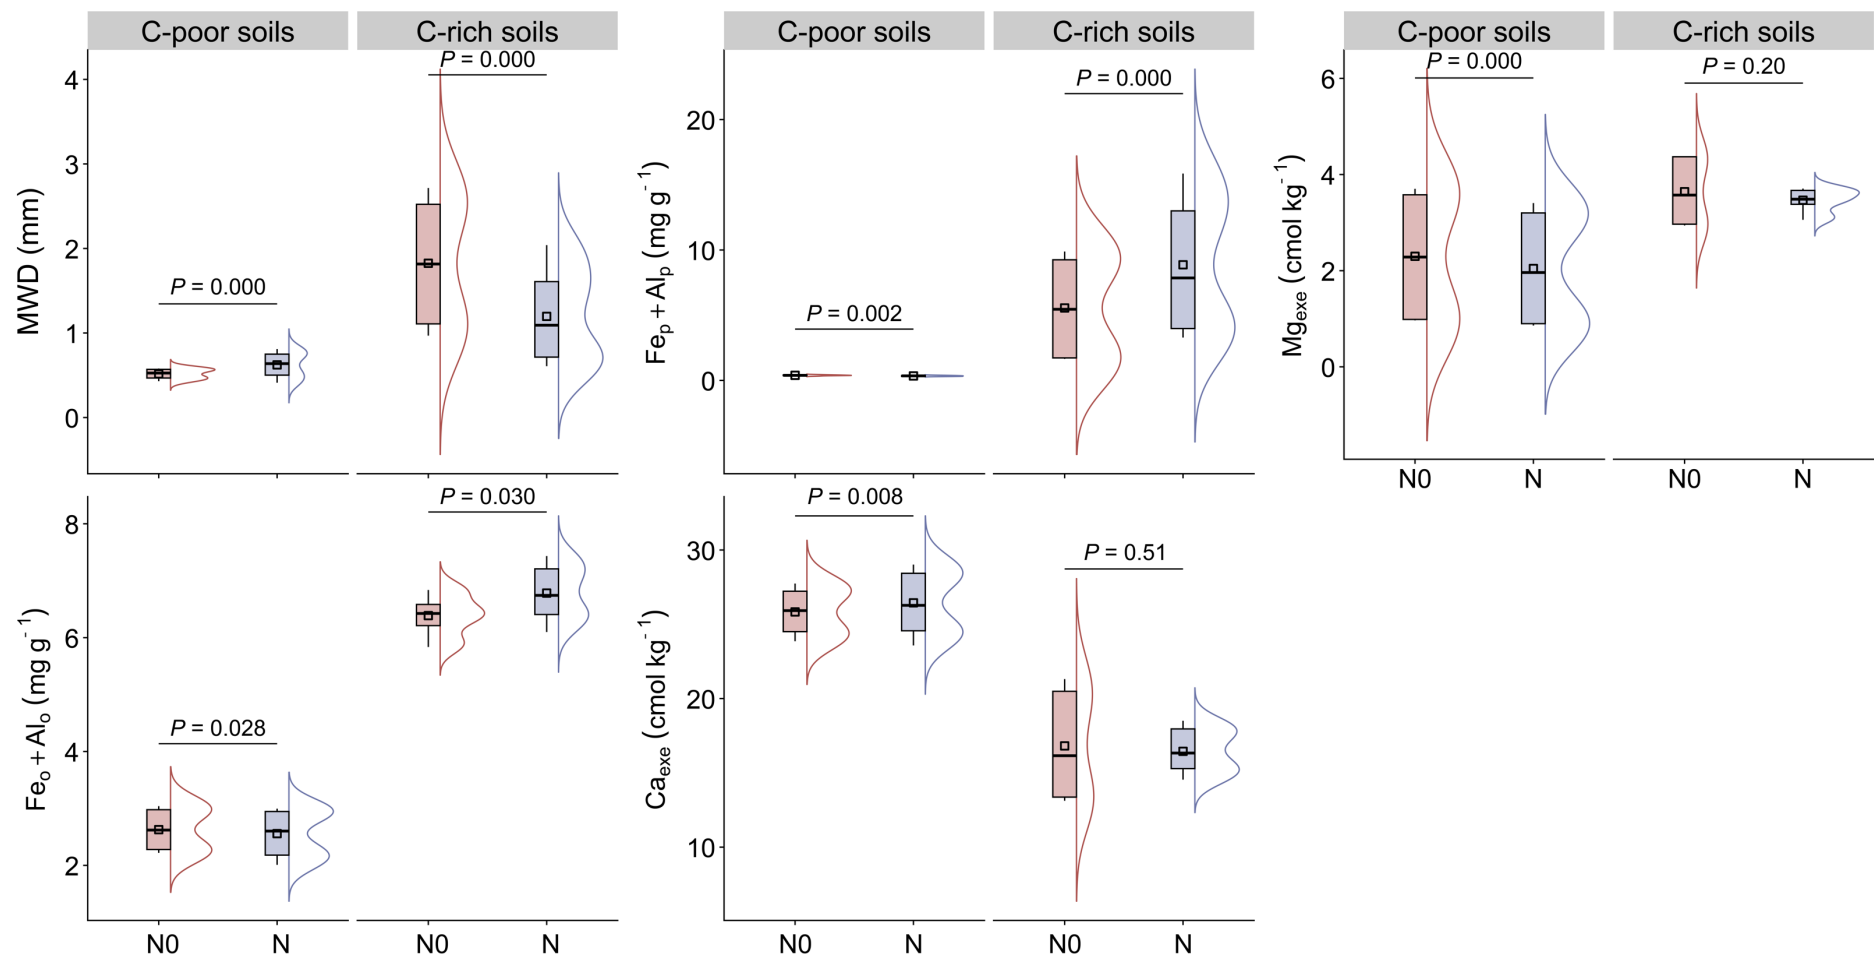 C-poor soils
C-rich soils
MWD (mm)
4
3
2
1
0
P = 0.000
P = 0.000
C-poor soils
C-rich soils
Feₚ + Alₚ (mg g⁻¹)
20
10
0
P = 0.002
P = 0.000
C-poor soils
C-rich soils
Mgexe (cmol kg⁻¹)
6
4
2
0
P = 0.000
P = 0.20
N0
N
N0
N
Feₒ + Alₒ (mg g⁻¹)
8
6
4
2
P = 0.028
P = 0.030
N0
N
N0
N
Caexe (cmol kg⁻¹)
30
20
10
P = 0.008
P = 0.51
N0
N
N0
N